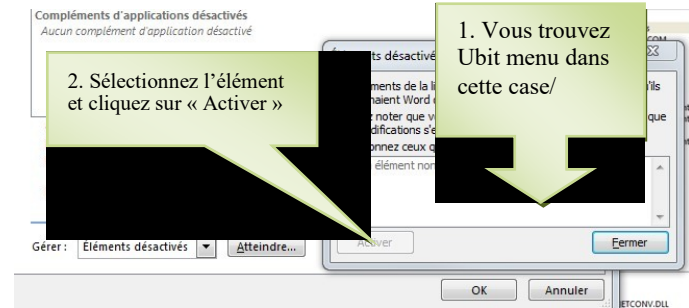 Compléments d'applications désactivés
Aucun complément d'application désactivé
1. Vous trouvez
Ubit menu dans
cette case/
2. Sélectionnez l'élément
et cliquez sur « Activer »
ts désactivé
ments de la li
naient Word
noter que v
que
difications s'e
onnez ceux q
élément non
Activer
Fermer
Gérer :
Éléments désactivés
Atteindre...
OK
Annuler
ETCONV.DLL